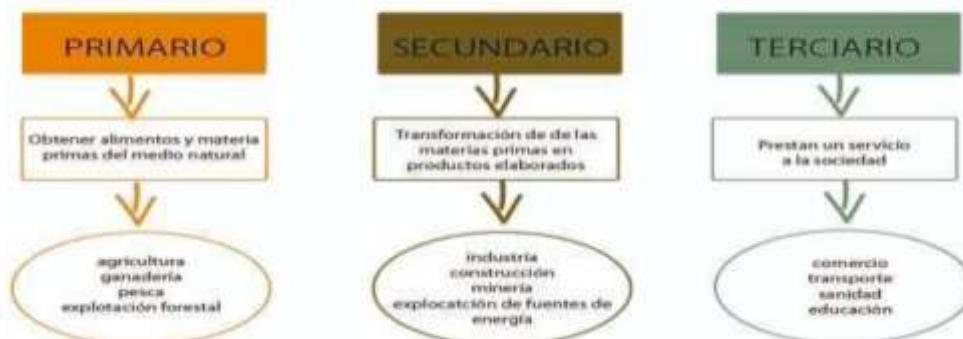 PRIMARIO
Obtener alimentos y materia
primas del medio natural
agricultura
ganadería
pesca
explotación forestal
SECUNDARIO
Transformación de de las
materias primas en
productos elaborados
industria
construcción
minería
explocatción de fuentes de
energía
TERCIARIO
Prestan un servicio
a la sociedad
comercio
transporte
sanidad
educación